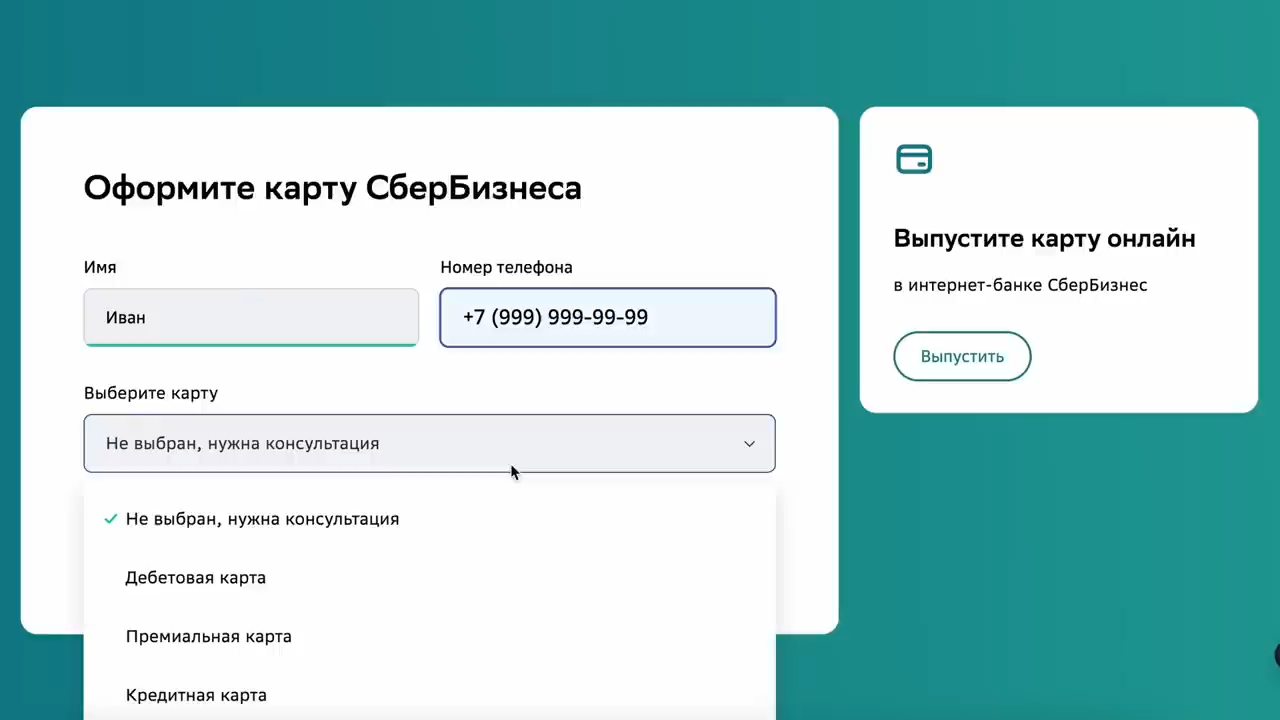 Оформите карту СберБизнеса
Имя
Номер телефона
Иван
+7 (999) 999-99-99
Выберите карту
Не выбран, нужна консультация
Не выбран, нужна консультация
Дебетовая карта
Премиальная карта
Кредитная карта
Выпустите карту онлайн
в интернет-банке СберБизнес
Выпустить